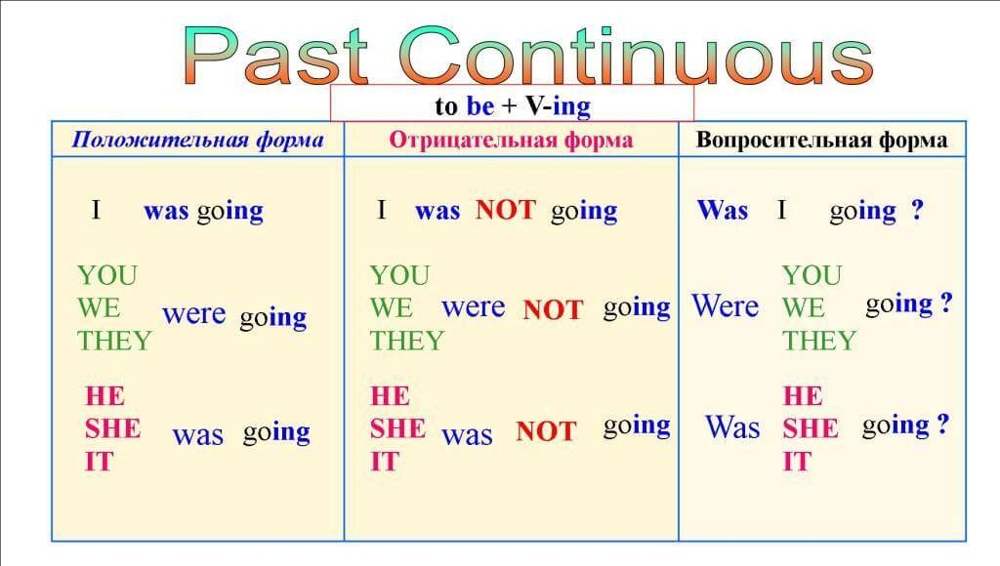 Past Continuous
to be + V-ing
Положительная форма
Отрицательная форма
Вопросительная форма
I was going
I was NOT going
Was I going ?
YOU
WE
THEY
were going
YOU
WE
THEY
were NOT going
Were
YOU
WE
THEY
going ?
HE
SHE
IT
was going
HE
SHE
IT
was NOT going
Was
HE
SHE
IT
going ?